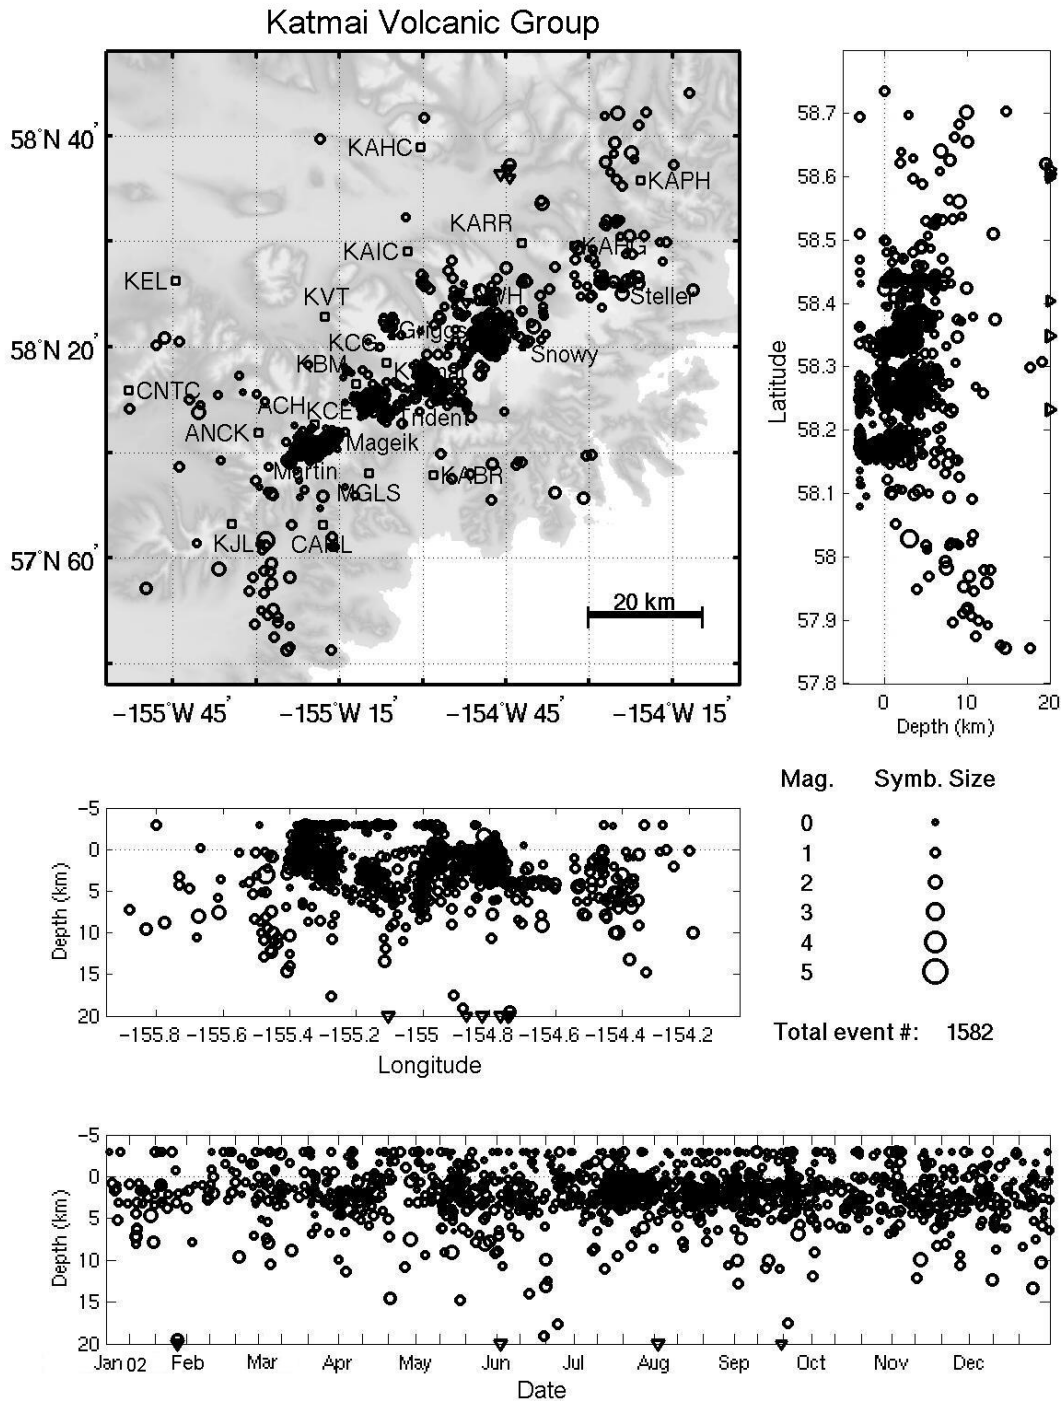 Katmai Volcanic Group
58°N 40'
58°N 20'
57°N 60'
−155°W 45'
−155°W 15'
−154°W 45'
−154°W 15'
KAHC
KAPH
KARR
KAHG
KAIC
KEL
KVT
Steller
Griggs
KCG
Snowy
KBM
CNTC
ACH
KCE
Trident
ANCK
Mageik
Martin
KABR
MGLS
KJL
CAHL
20 km
58.7
58.6
58.5
58.4
58.3
58.2
58.1
58
57.9
57.8
Latitude
0 10 20
Depth (km)
Mag. Symb. Size
0
1
2
3
4
5
Total event #: 1582
−5
0
5
10
15
20
Depth (km)
−155.8 −155.6 −155.4 −155.2 −155 −154.8 −154.6 −154.4 −154.2
Longitude
−5
0
5
10
15
20
Depth (km)
Jan 02 Feb Mar Apr May Jun Jul Aug Sep Oct Nov Dec
Date